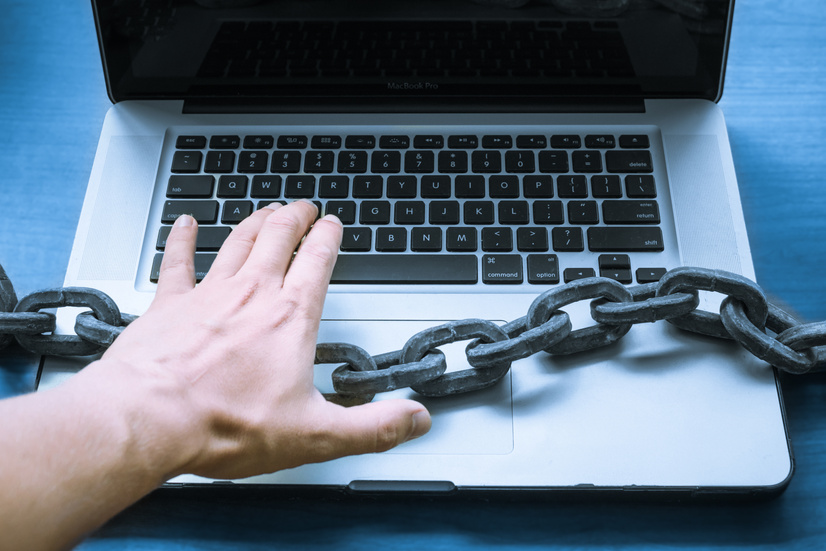 MacBook Pro
! 1 @ 2 # 3 $ 4 % 5 ^ 6 & 7 * 8 ( 9 ) 0 delete
tab Q W E R T Y U I O P
A F G H J K L enter return
V B N M < > ? / shift
⌘ command option